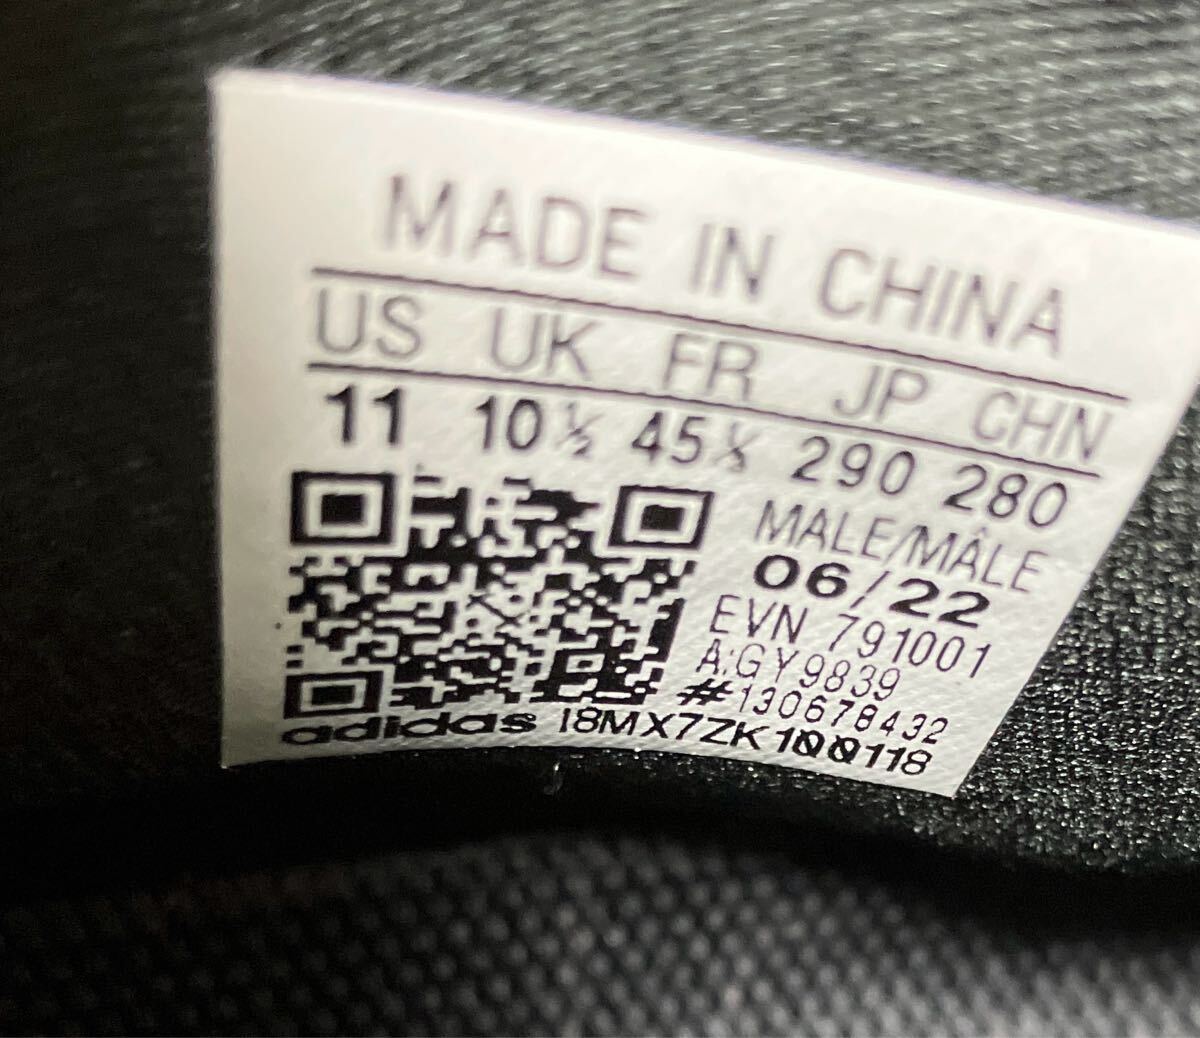 MADE IN CHINA
US UK FR JP CHN
11 10½ 45⅓ 290 280
MALE/MÂLE
06/22
EVN 791001
A:GY9839
#130678432
adidas I8MX7ZK100118